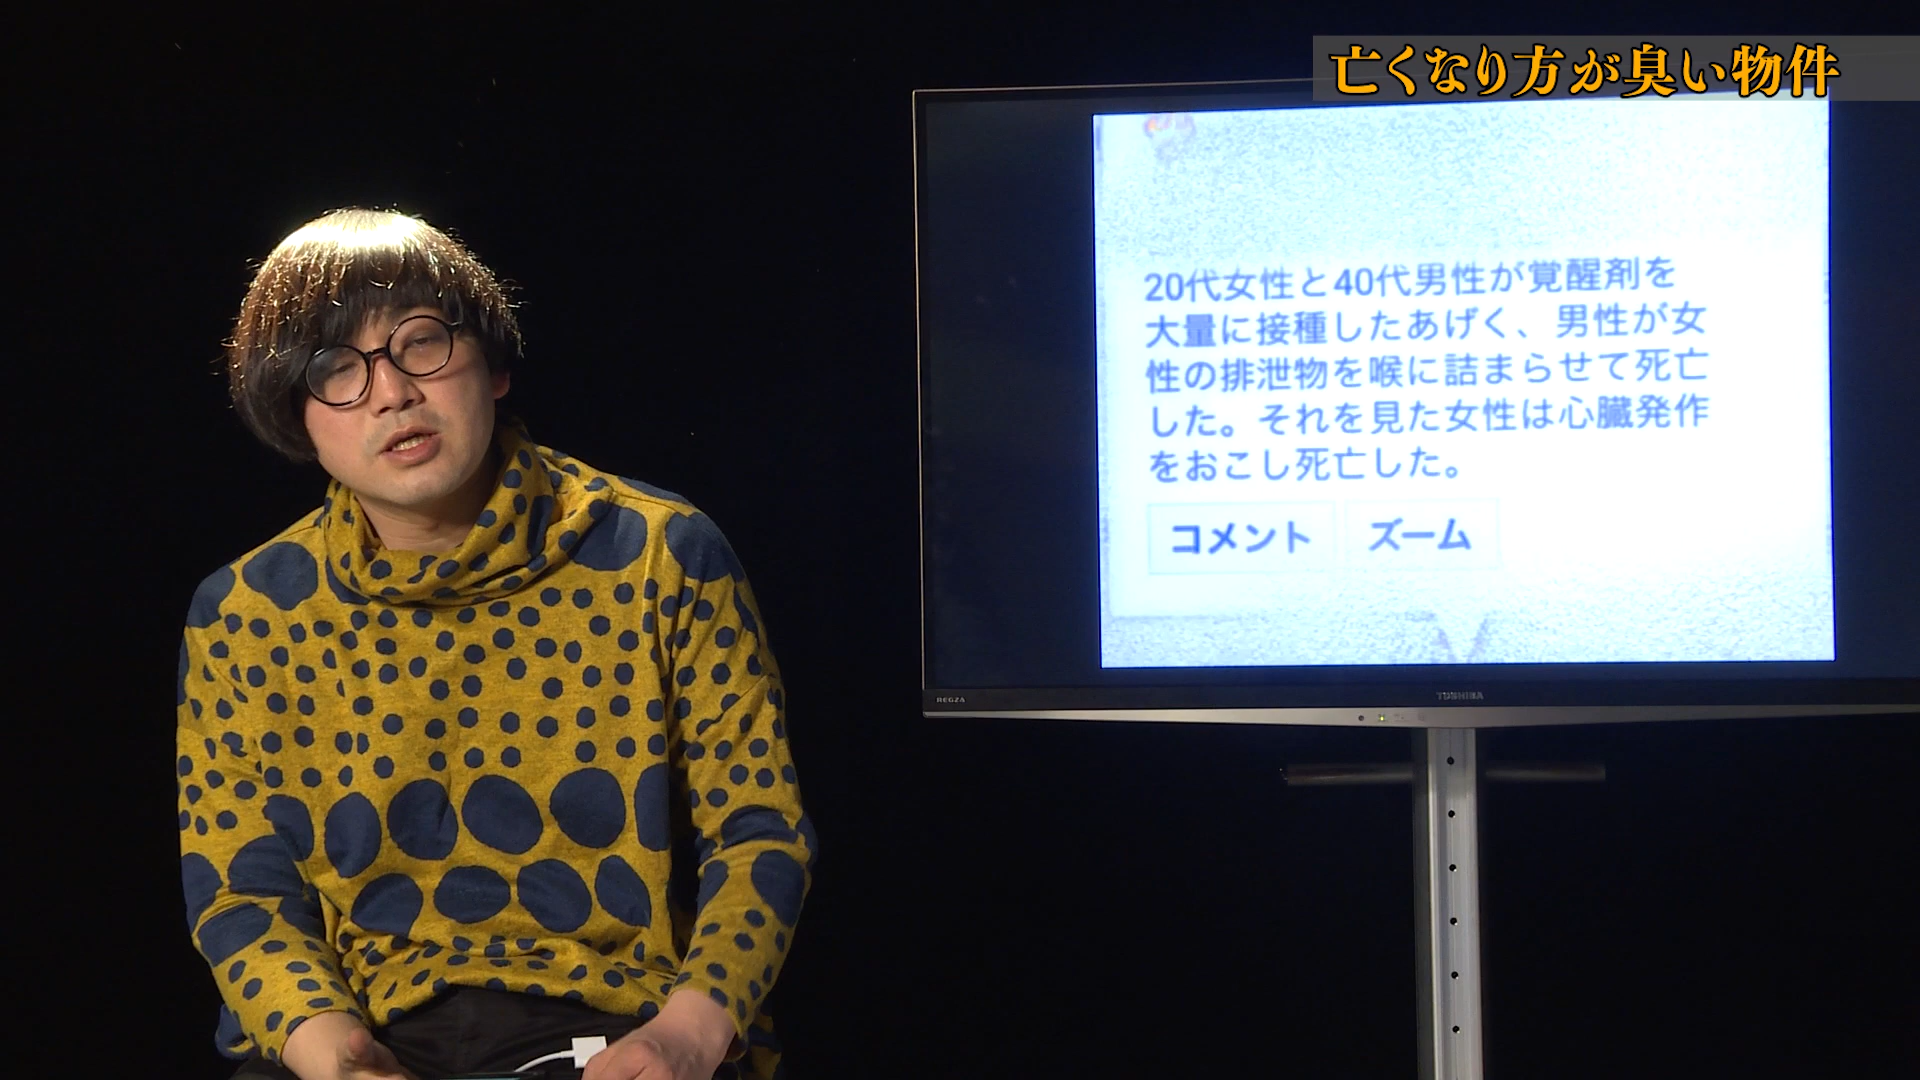 亡くなり方が臭い物件
20代女性と40代男性が覚醒剤を
大量に接種したあげく、男性が女
性の排泄物を喉に詰まらせて死亡
した。それを見た女性は心臓発作
をおこし死亡した。
コメント ズーム
REGZA TOSHIBA